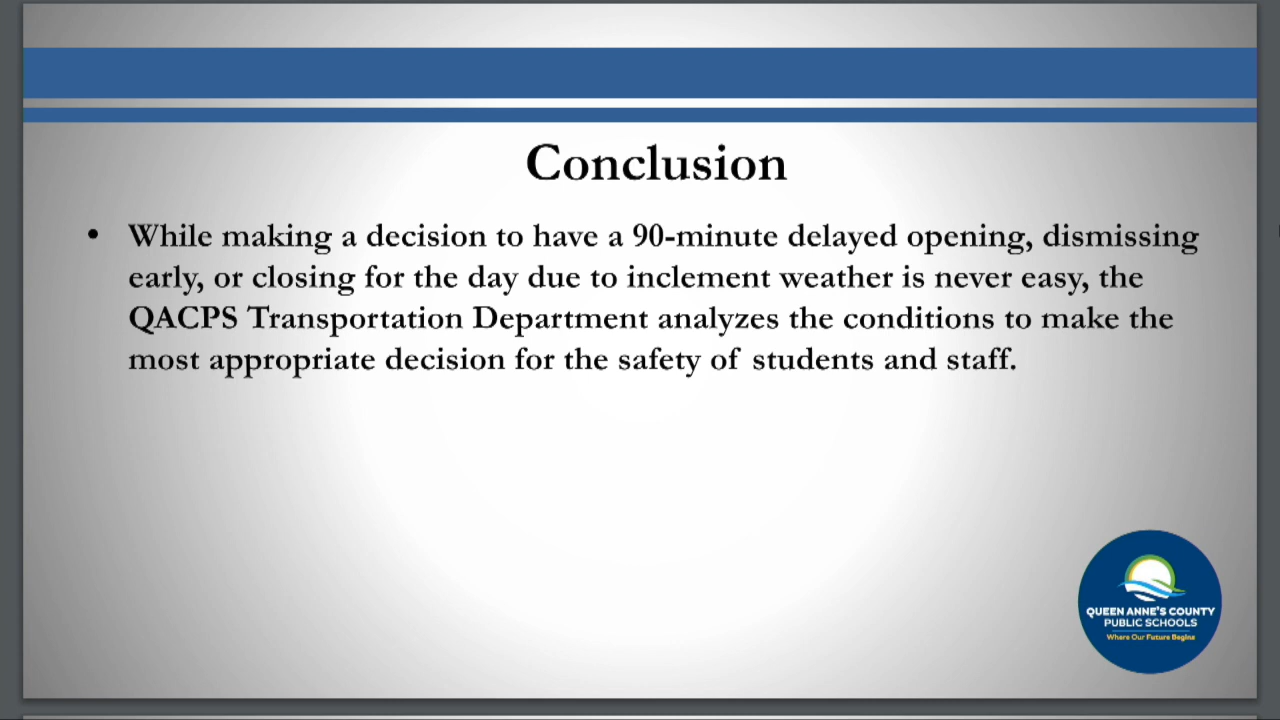 Conclusion
• While making a decision to have a 90-minute delayed opening, dismissing
early, or closing for the day due to inclement weather is never easy, the
QACPS Transportation Department analyzes the conditions to make the
most appropriate decision for the safety of students and staff.
QUEEN ANNE'S COUNTY
PUBLIC SCHOOLS
Where Our Future Begins